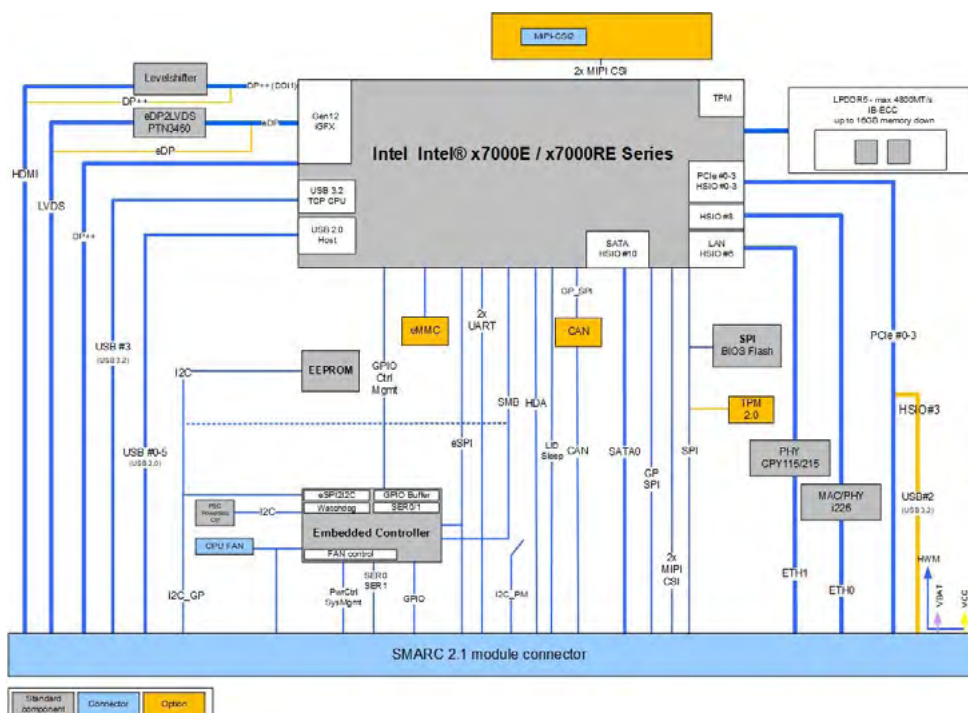 MIPI-CSI2
2x MIPI CSI
Levelshifter
DP++ (DDI1)
DP++
eDP2LVDS
PTN3460
eDP
eDP
Gen12
iGFX
TPM
Intel Intel® x7000E / x7000RE Series
LPDDR5 - max 4800MT/s
IB-ECC
up to 16GB memory down
PCIe #0-3
HSIO #0-3
HDMI
LVDS
DP++
USB 3.2
TCP CPU
USB 2.0
Host
HSIO #8
LAN
HSIO #6
SATA
HSIO #10
GP_SPI
eMMC
2x
UART
CAN
SPI
BIOS Flash
PCIe #0-3
USB #3
(USB 3.2)
I2C
EEPROM
GPIO
Ctrl
Mgmt
SMB
HDA
TPM
2.0
HSIO#3
USB #0-5
(USB 2.0)
eSPI
LID
Sleep
CAN
SATA0
GP
SPI
SPI
PHY
CPY115/215
MAC/PHY
i226
USB#2
(USB 3.2)
eSPI2I2C
GPIO Buffer
Watchdog
SER0/1
I2C
Embedded Controller
CPU FAN
FAN control
2x
MIPI
CSI
ETH1
ETH0
HWM
VBAT
VCC
I2C_GP
PwrCtrl
SysMgmt
SER0
SER1
GPIO
I2C_PM
SMARC 2.1 module connector
Standard
component
Connector
Option